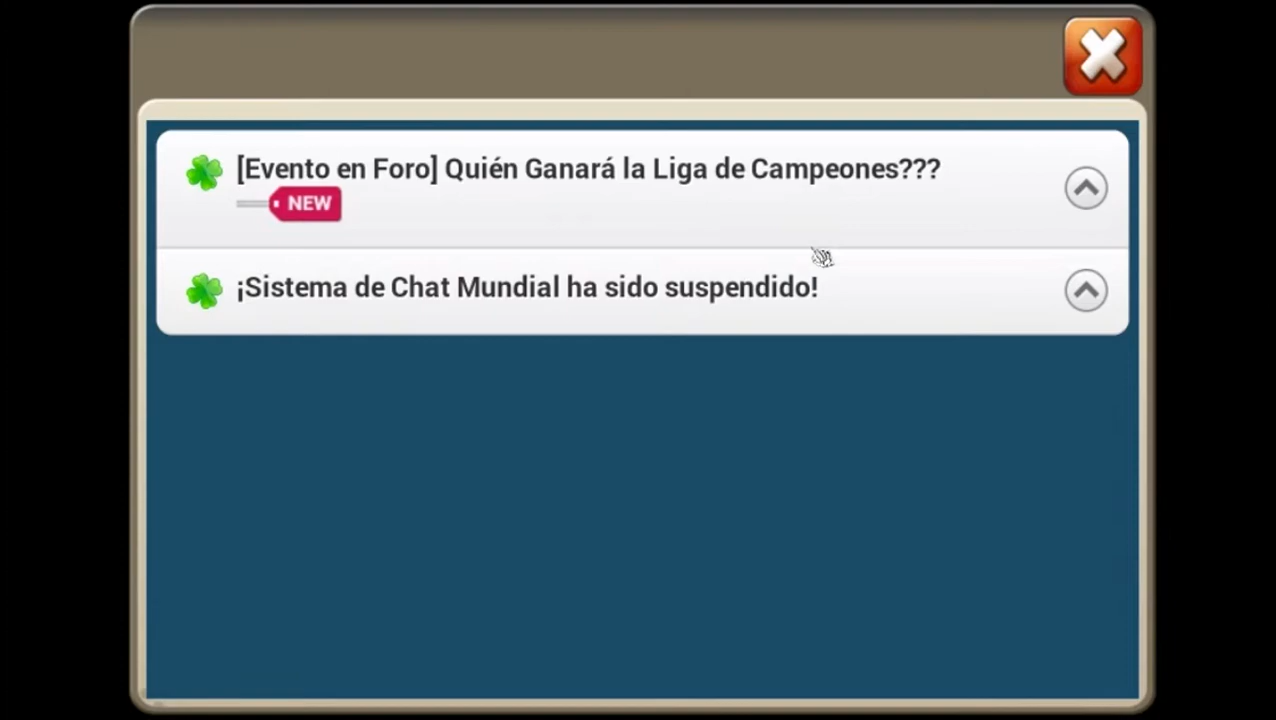 [Evento en Foro] Quién Ganará la Liga de Campeones???
NEW
¡Sistema de Chat Mundial ha sido suspendido!